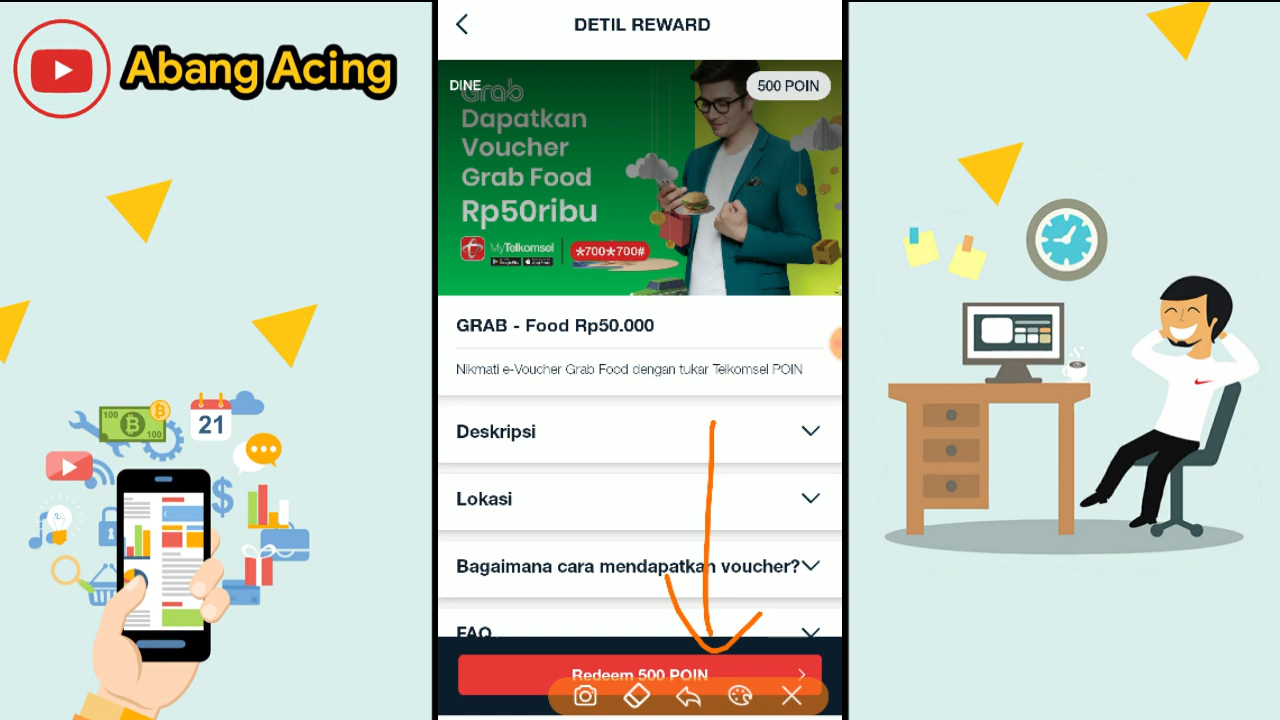 Abang Acing
DETIL REWARD
DINE
500 POIN
Grab
Dapatkan
Voucher
Grab Food
Rp50ribu
MyTelkomsel
*700*700#
GRAB - Food Rp50.000
Nikmati e-Voucher Grab Food dengan tukar Telkomsel POIN
Deskripsi
Lokasi
Bagaimana cara mendapatkan voucher?
FAQ
Redeem 500 POIN
100
100
21